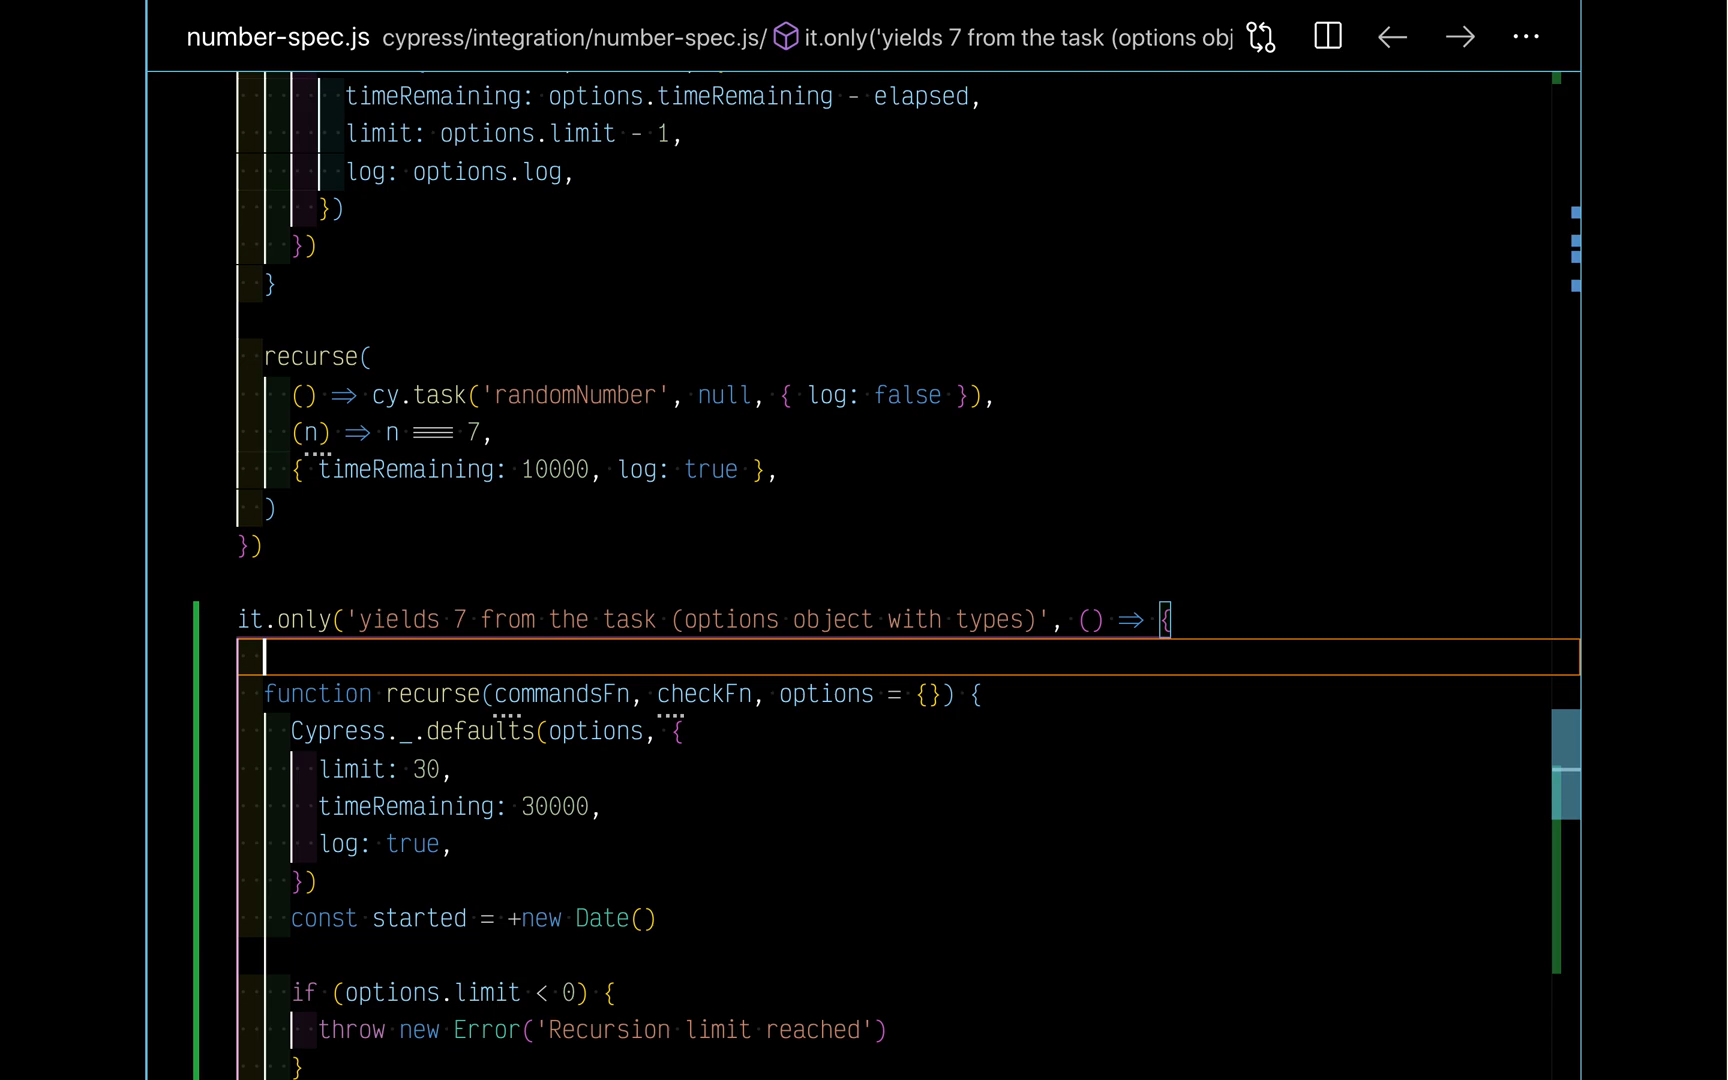 number-spec.js cypress/integration/number-spec.js/ it.only('yields 7 from the task (options obj
timeRemaining: options.timeRemaining - elapsed,
limit: options.limit - 1,
log: options.log,
})
})
}
recurse(
() => cy.task('randomNumber', null, { log: false }),
(n) => n === 7,
{ timeRemaining: 10000, log: true },
)
})
it.only('yields 7 from the task (options object with types)', () => {
function recurse(commandsFn, checkFn, options = {}) {
Cypress._.defaults(options, {
limit: 30,
timeRemaining: 30000,
log: true,
})
const started = +new Date()
if (options.limit < 0) {
throw new Error('Recursion limit reached')
}